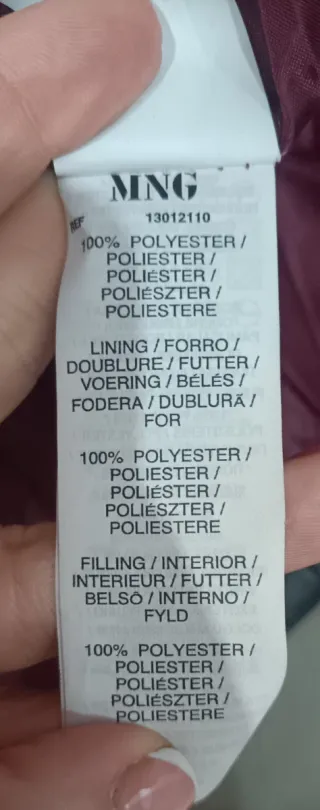 MNG
REF 13012110
100% POLYESTER /
POLIESTER /
POLIÉSTER /
POLIÉSZTER /
POLIESTERE
LINING / FORRO /
DOUBLURE / FUTTER /
VOERING / BÉLÉS /
FODERA / DUBLURĂ /
FOR
100% POLYESTER /
POLIESTER /
POLIÉSTER /
POLIÉSZTER /
POLIESTERE
FILLING / INTERIOR /
INTERIEUR / FUTTER /
BELSŐ / INTERNO /
FYLD
100% POLYESTER /
POLIESTER /
POLIÉSTER /
POLIÉSZTER /
POLIESTERE